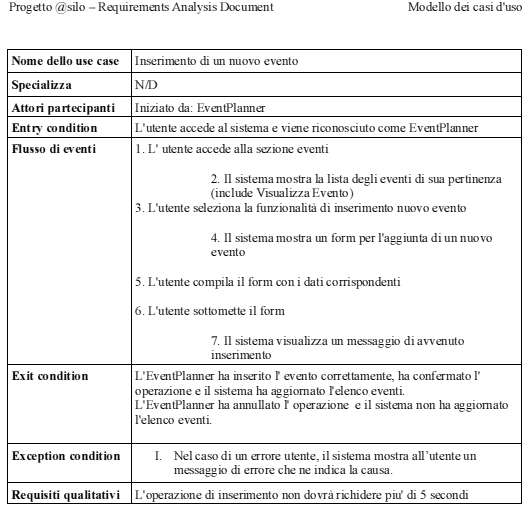 Progetto @silo – Requirements Analysis Document Modello dei casi d'uso
Nome dello use case Inserimento di un nuovo evento
Specializza N/D
Attori partecipanti Iniziato da: EventPlanner
Entry condition L'utente accede al sistema e viene riconosciuto come EventPlanner
Flusso di eventi 1. L' utente accede alla sezione eventi
2. Il sistema mostra la lista degli eventi di sua pertinenza
(include Visualizza Evento)
3. L'utente seleziona la funzionalità di inserimento nuovo evento
4. Il sistema mostra un form per l'aggiunta di un nuovo
evento
5. L'utente compila il form con i dati corrispondenti
6. L'utente sottomette il form
7. Il sistema visualizza un messaggio di avvenuto
inserimento
Exit condition L'EventPlanner ha inserito l' evento correttamente, ha confermato l'
operazione e il sistema ha aggiornato l'elenco eventi.
L'EventPlanner ha annullato l' operazione e il sistema non ha aggiornato
l'elenco eventi.
Exception condition I. Nel caso di un errore utente, il sistema mostra all’utente un
messaggio di errore che ne indica la causa.
Requisiti qualitativi L'operazione di inserimento non dovrà richidere piu' di 5 secondi